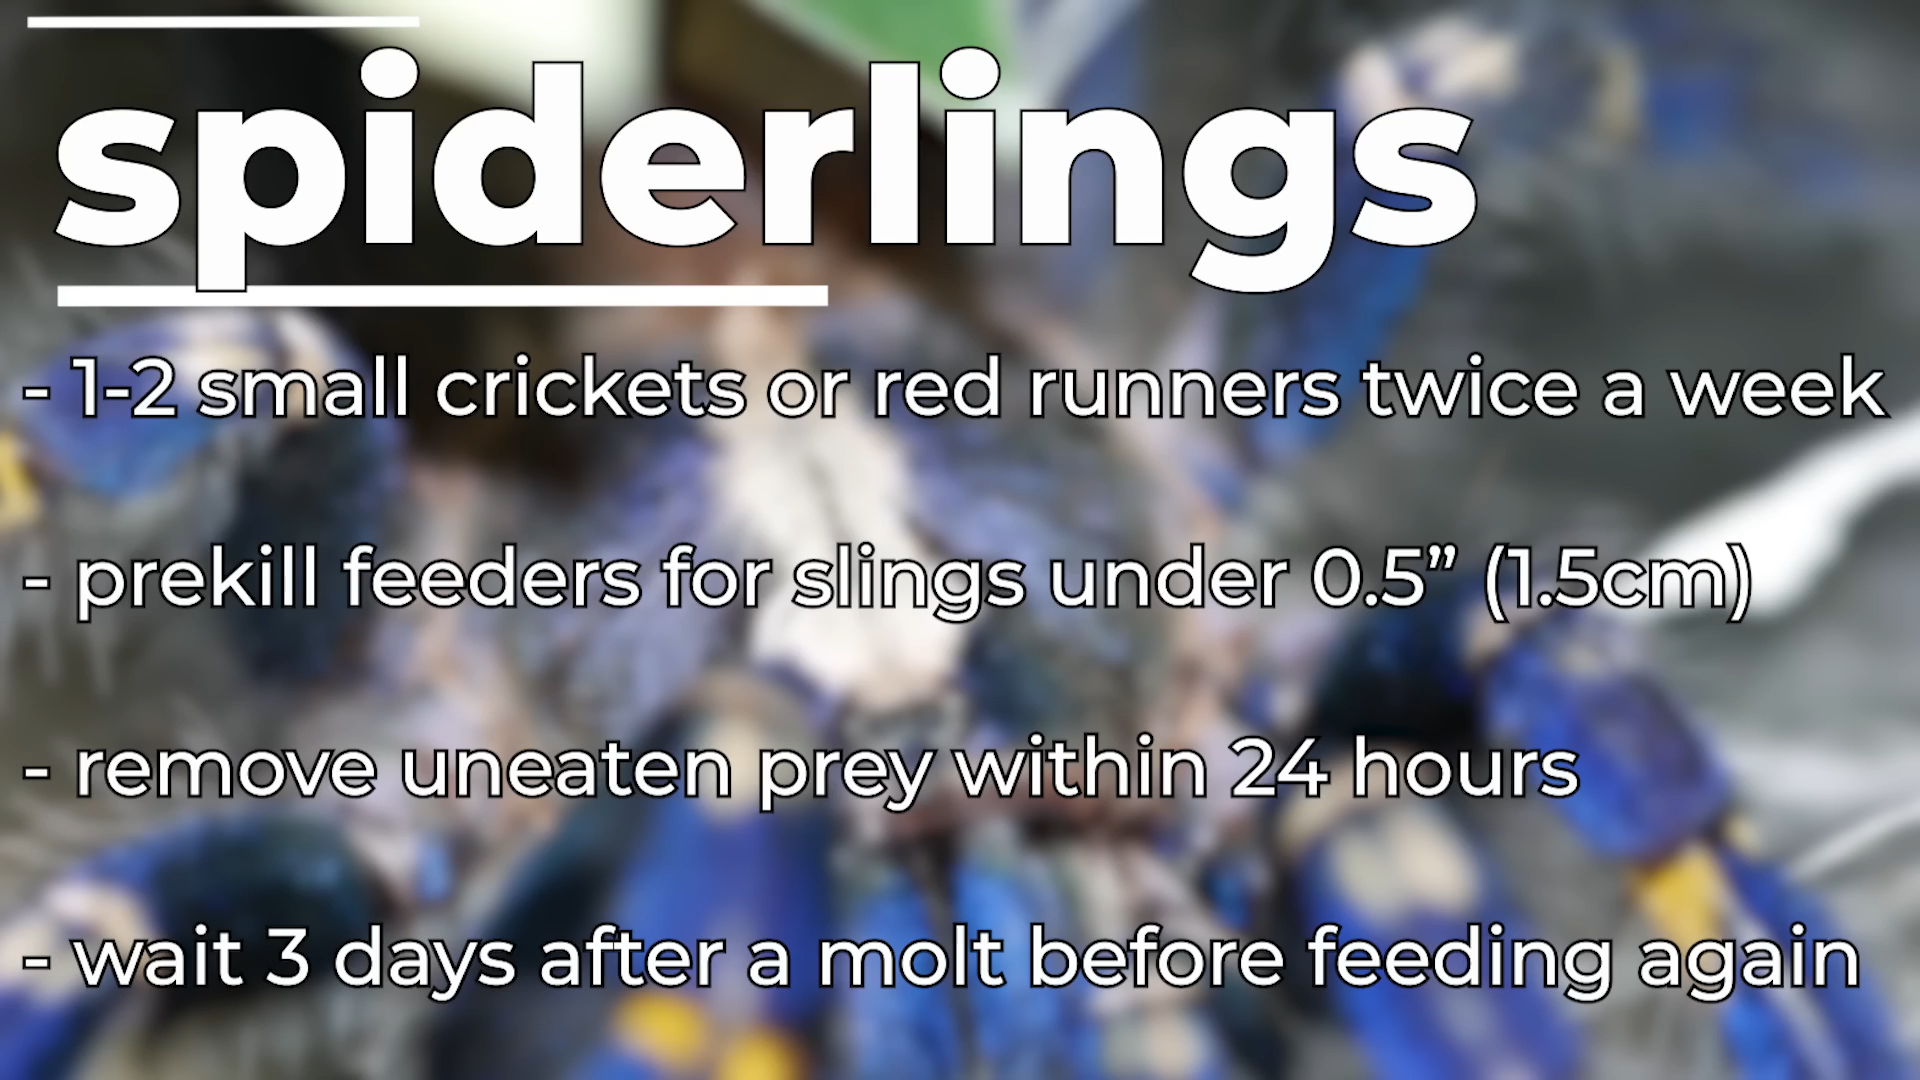 spiderlings
- 1-2 small crickets or red runners twice a week
- prekill feeders for slings under 0.5” (1.5cm)
- remove uneaten prey within 24 hours
- wait 3 days after a molt before feeding again